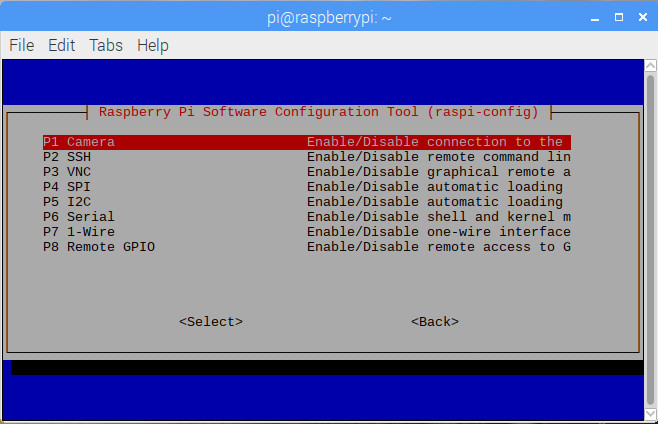 pi@raspberrypi: ~
File Edit Tabs Help
Raspberry Pi Software Configuration Tool (raspi-config)
P1 Camera Enable/Disable connection to the
P2 SSH Enable/Disable remote command lin
P3 VNC Enable/Disable graphical remote a
P4 SPI Enable/Disable automatic loading
P5 I2C Enable/Disable automatic loading
P6 Serial Enable/Disable shell and kernel m
P7 1-Wire Enable/Disable one-wire interface
P8 Remote GPIO Enable/Disable remote access to G
<Select> <Back>